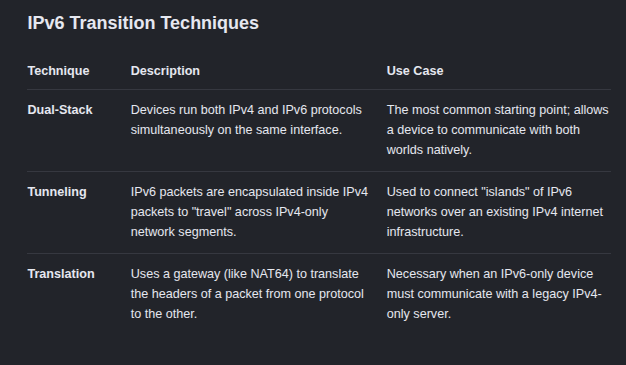 IPv6 Transition Techniques
Technique Description Use Case
Dual-Stack Devices run both IPv4 and IPv6 protocols The most common starting point; allows
simultaneously on the same interface. a device to communicate with both
worlds natively.
Tunneling IPv6 packets are encapsulated inside IPv4 Used to connect "islands" of IPv6
packets to "travel" across IPv4-only networks over an existing IPv4 internet
network segments. infrastructure.
Translation Uses a gateway (like NAT64) to translate Necessary when an IPv6-only device
the headers of a packet from one protocol must communicate with a legacy IPv4-
to the other. only server.